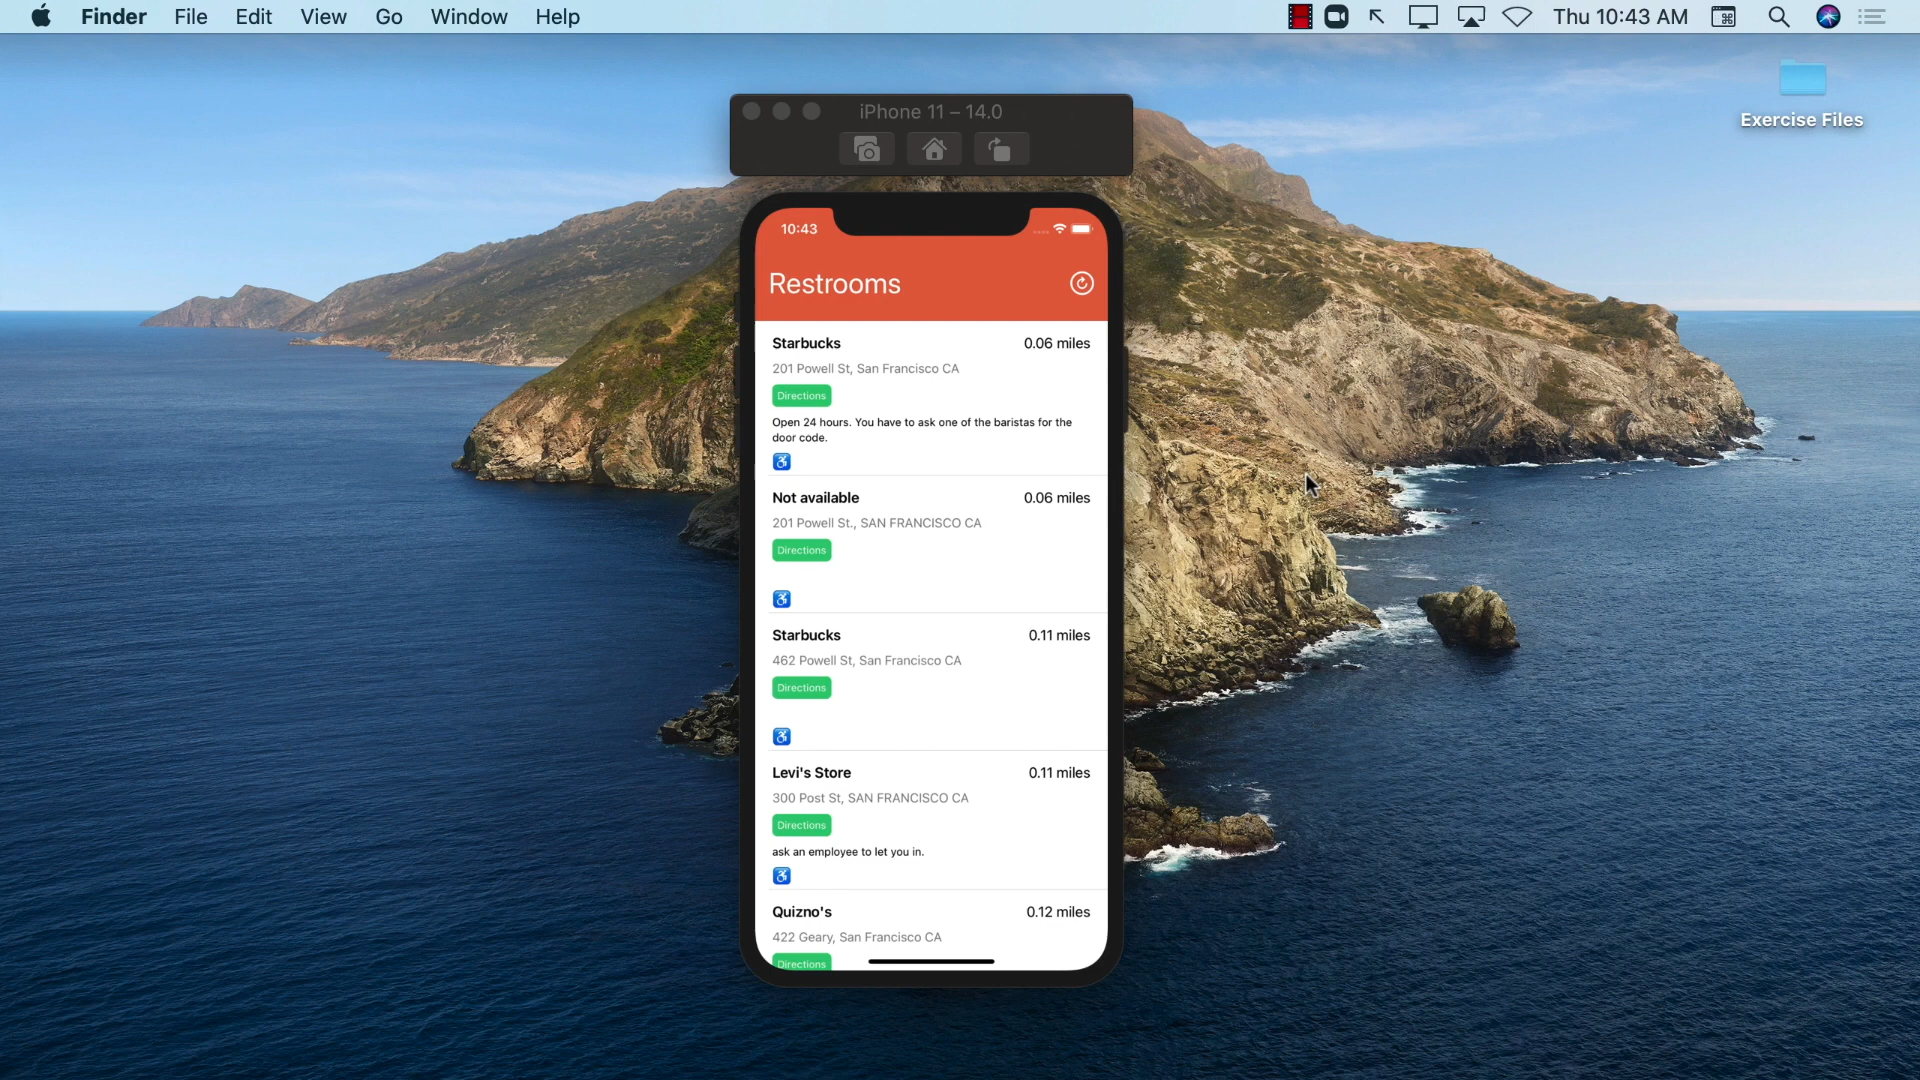 Finder File Edit View Go Window Help
Thu 10:43 AM
Exercise Files
iPhone 11 – 14.0
10:43
Restrooms
Starbucks 0.06 miles
201 Powell St, San Francisco CA
Directions
Open 24 hours. You have to ask one of the baristas for the
door code.
Not available 0.06 miles
201 Powell St., SAN FRANCISCO CA
Directions
Starbucks 0.11 miles
462 Powell St, San Francisco CA
Directions
Levi's Store 0.11 miles
300 Post St, SAN FRANCISCO CA
Directions
ask an employee to let you in.
Quizno's 0.12 miles
422 Geary, San Francisco CA
Directions